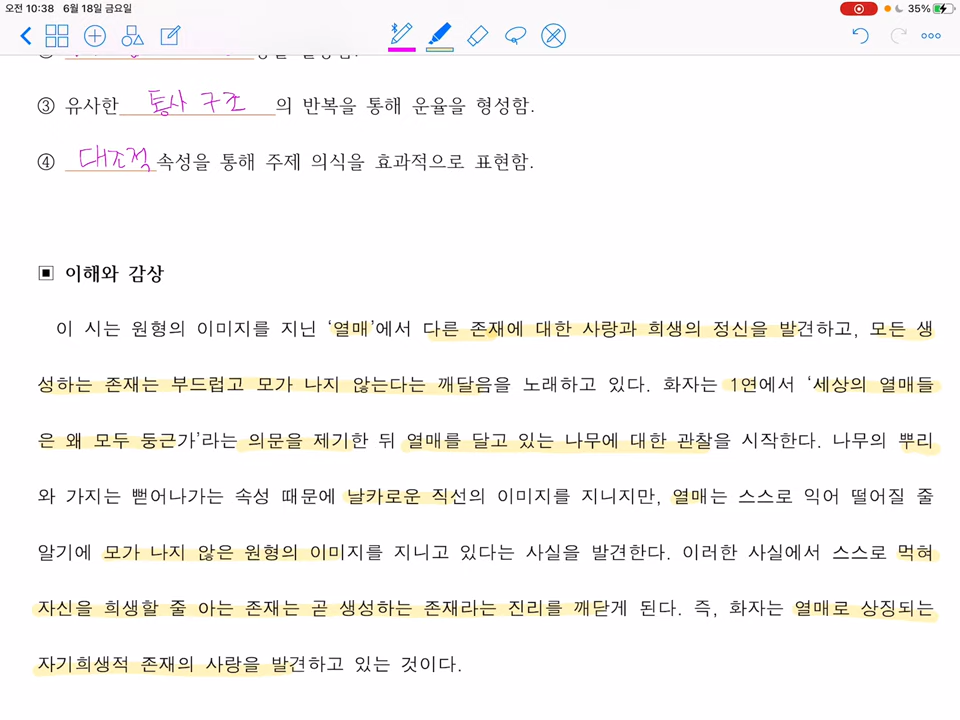 오전 10:38 6월 18일 금요일 35%
③ 유사한 통사 구조 의 반복을 통해 운율을 형성함.
④ 대조적 속성을 통해 주제 의식을 효과적으로 표현함.
▣ 이해와 감상
이 시는 원형의 이미지를 지닌 ‘열매’에서 다른 존재에 대한 사랑과 희생의 정신을 발견하고, 모든 생
성하는 존재는 부드럽고 모가 나지 않는다는 깨달음을 노래하고 있다. 화자는 1연에서 ‘세상의 열매들
은 왜 모두 둥근가’라는 의문을 제기한 뒤 열매를 달고 있는 나무에 대한 관찰을 시작한다. 나무의 뿌리
와 가지는 뻗어나가는 속성 때문에 날카로운 직선의 이미지를 지니지만, 열매는 스스로 익어 떨어질 줄
알기에 모가 나지 않은 원형의 이미지를 지니고 있다는 사실을 발견한다. 이러한 사실에서 스스로 먹혀
자신을 희생할 줄 아는 존재는 곧 생성하는 존재라는 진리를 깨닫게 된다. 즉, 화자는 열매로 상징되는
자기희생적 존재의 사랑을 발견하고 있는 것이다.